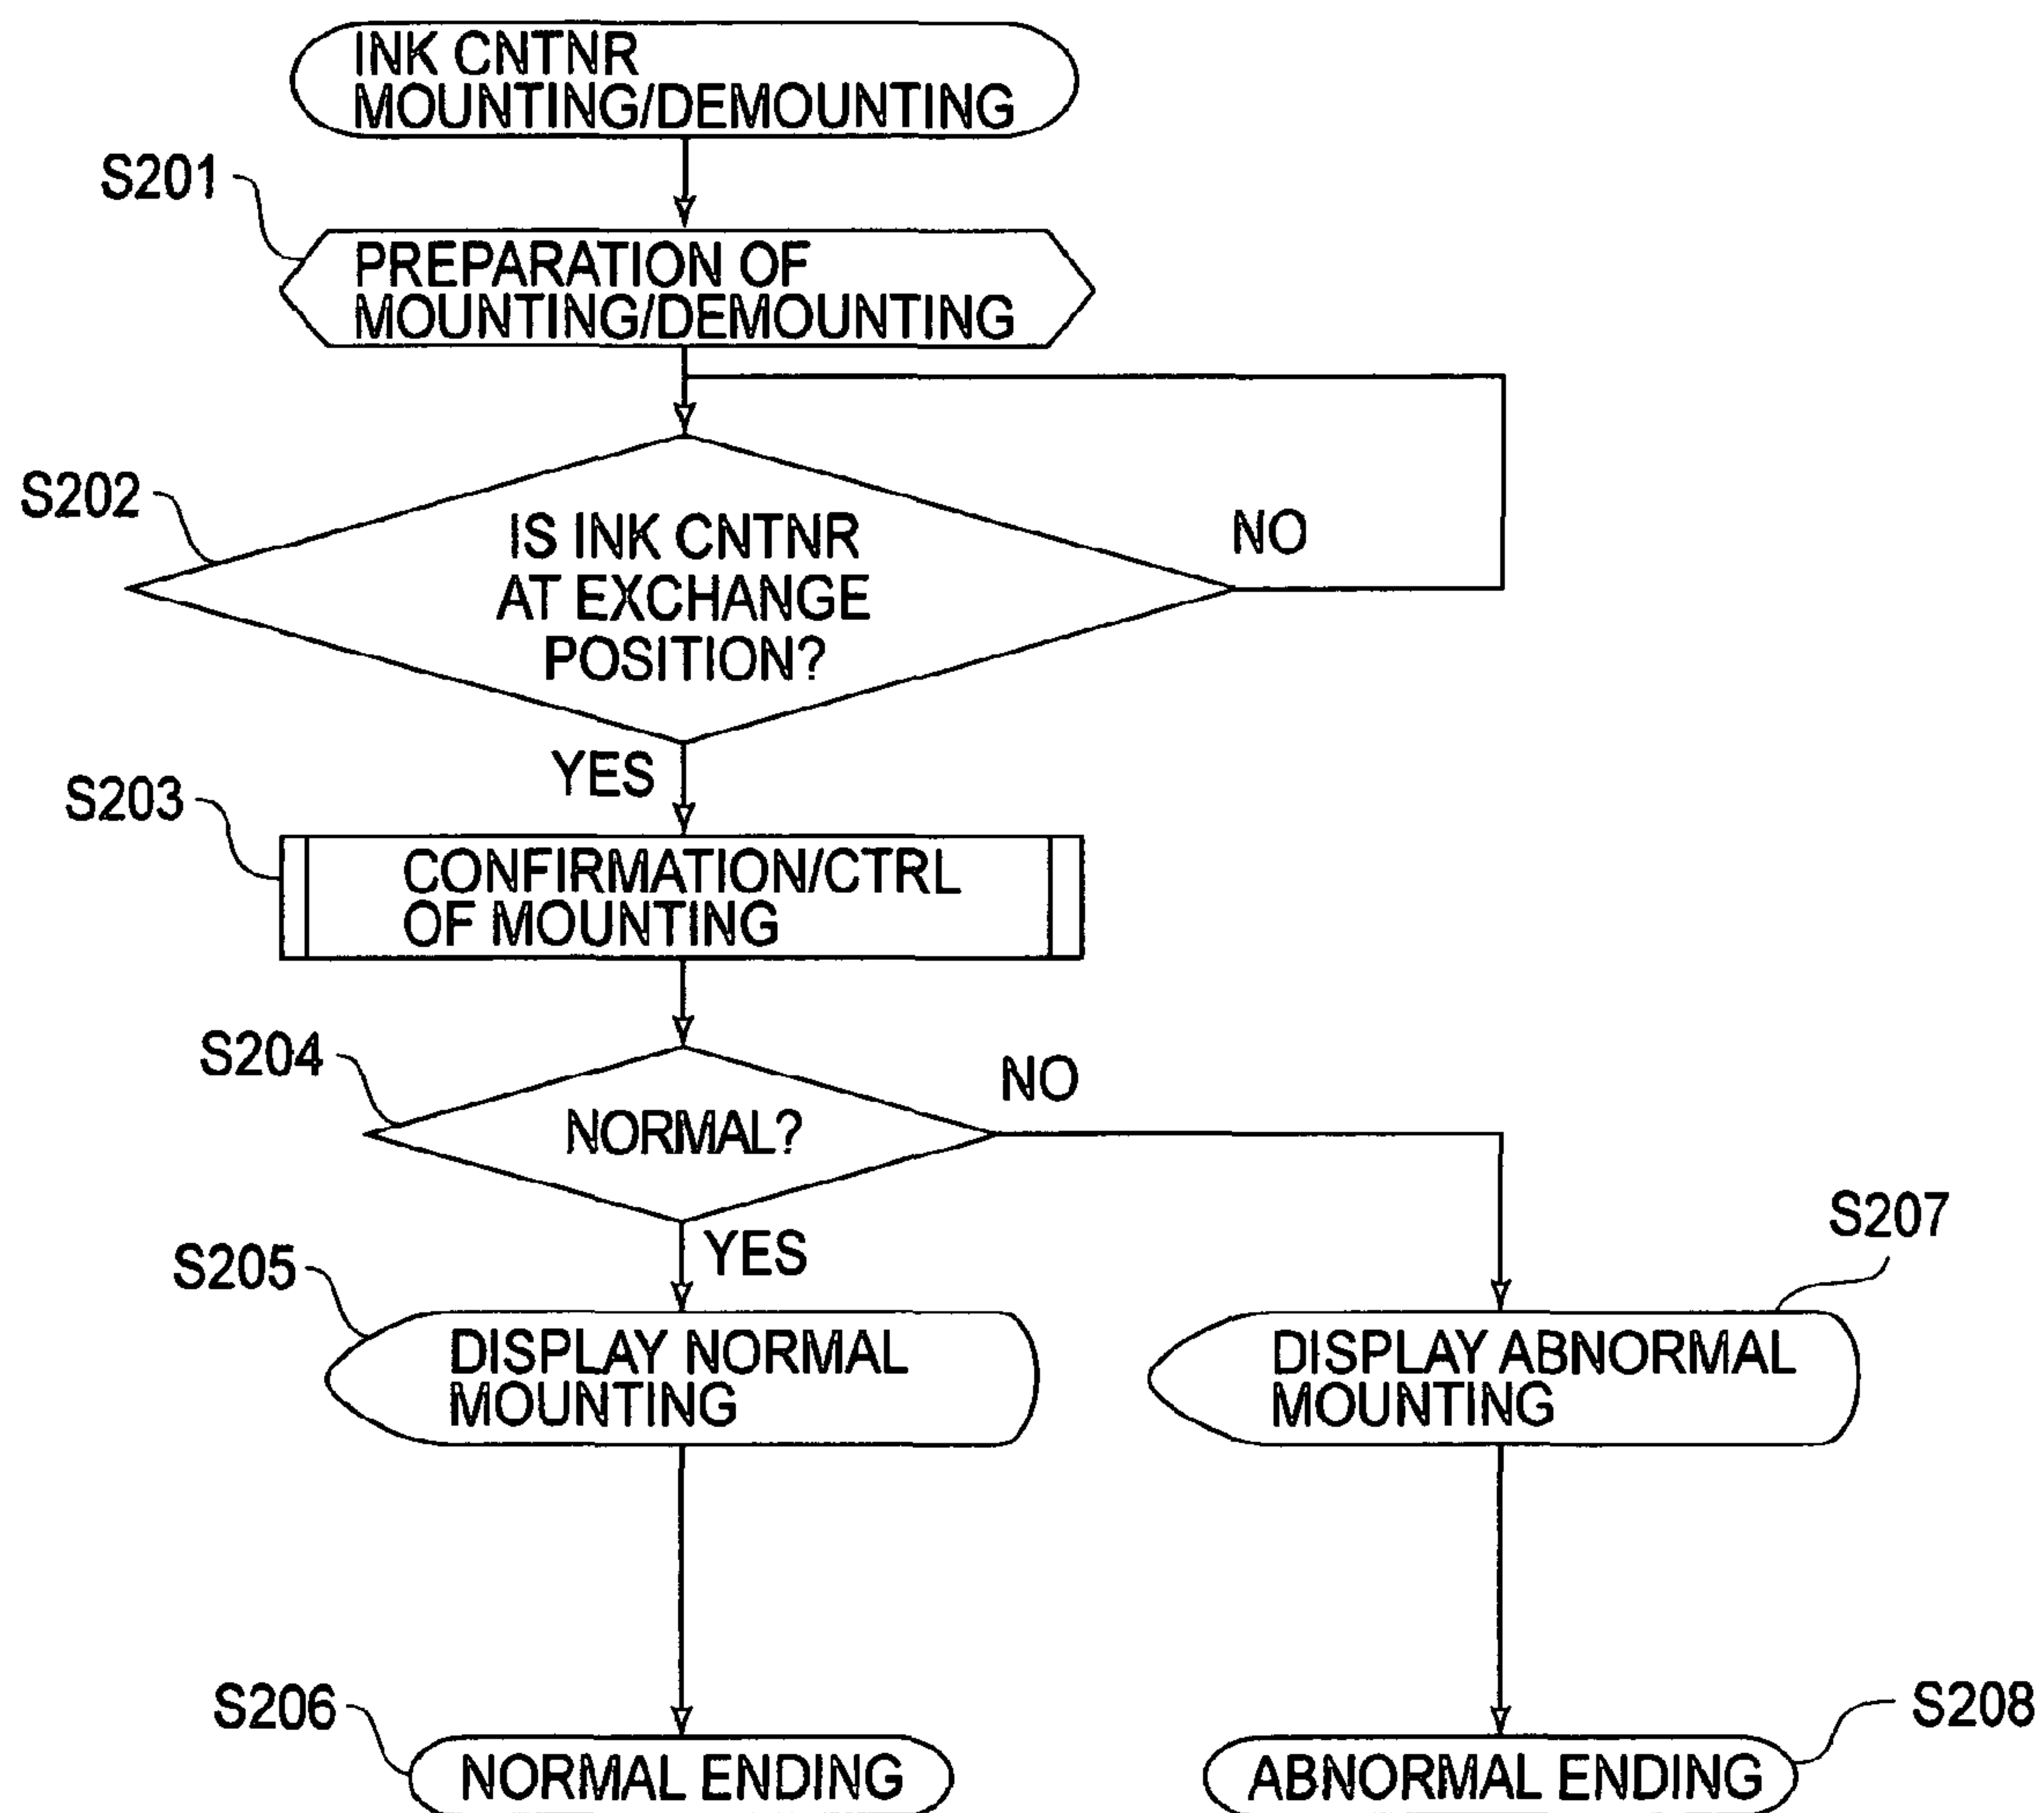 INK CNTNR
MOUNTING/DEMOUNTING
S201
PREPARATION OF
MOUNTING/DEMOUNTING
S202
IS INK CNTNR
AT EXCHANGE
POSITION?
NO
YES
S203
CONFIRMATION/CTRL
OF MOUNTING
S204
NORMAL?
NO
YES
S205
DISPLAY NORMAL
MOUNTING
S207
DISPLAY ABNORMAL
MOUNTING
S206
NORMAL ENDING
S208
ABNORMAL ENDING